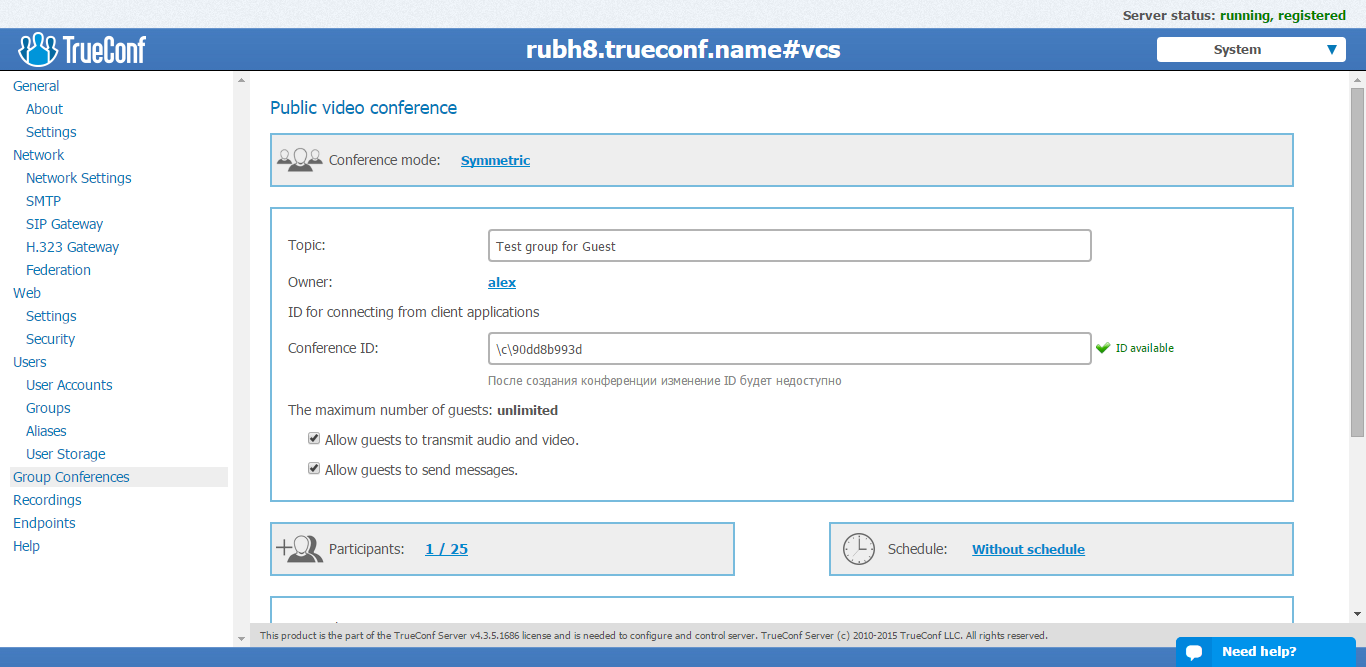 Server status: running, registered
TrueConf
rubh8.trueconf.name#vcs
System
General
About
Settings
Network
Network Settings
SMTP
SIP Gateway
H.323 Gateway
Federation
Web
Settings
Security
Users
User Accounts
Groups
Aliases
User Storage
Group Conferences
Recordings
Endpoints
Help
Public video conference
Conference mode: Symmetric
Topic: Test group for Guest
Owner: alex
ID for connecting from client applications
Conference ID: \c\90dd8b993d ID available
После создания конференции изменение ID будет недоступно
The maximum number of guests: unlimited
Allow guests to transmit audio and video.
Allow guests to send messages.
Participants: 1 / 25
Schedule: Without schedule
This product is the part of the TrueConf Server v4.3.5.1686 license and is needed to configure and control server. TrueConf Server (c) 2010-2015 TrueConf LLC. All rights reserved.
Need help?